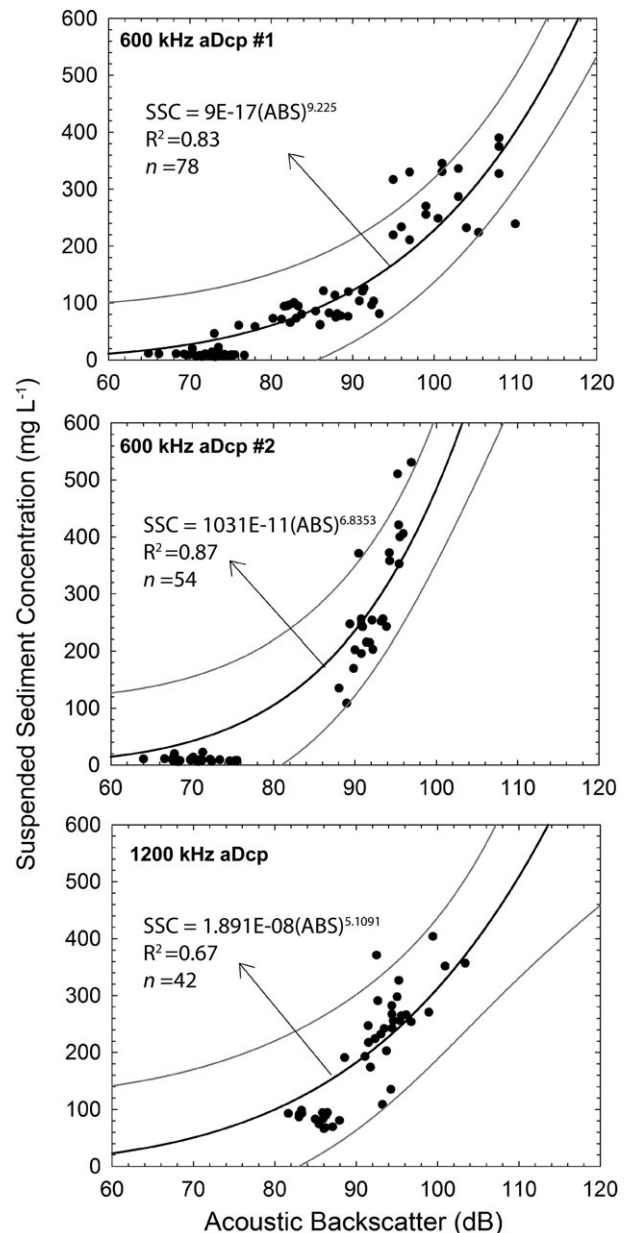 Suspended Sediment Concentration (mg L-1)
600 kHz aDcp #1
SSC = 9E-17(ABS)9.225
R2=0.83
n=78
600
500
400
300
200
100
0
60 70 80 90 100 110 120
600 kHz aDcp #2
SSC = 1031E-11(ABS)6.8353
R2=0.87
n=54
600
500
400
300
200
100
0
60 70 80 90 100 110 120
1200 kHz aDcp
SSC = 1.891E-08(ABS)5.1091
R2=0.67
n=42
600
500
400
300
200
100
0
60 70 80 90 100 110 120
Acoustic Backscatter (dB)